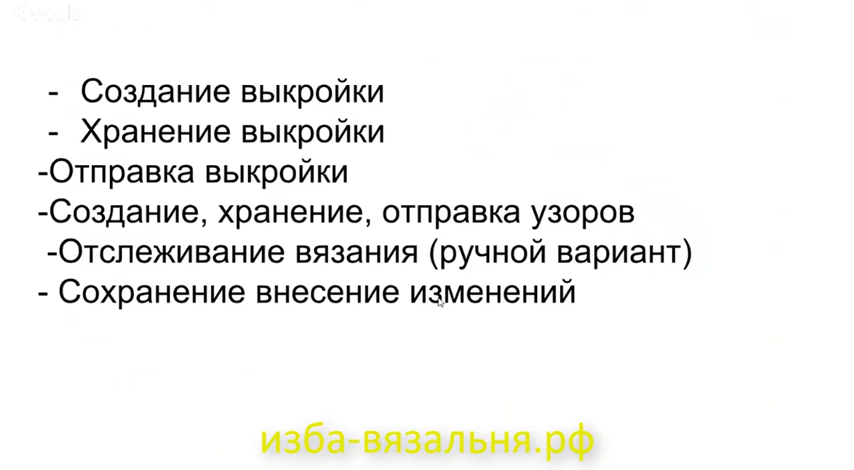 Google
- Создание выкройки
- Хранение выкройки
-Отправка выкройки
-Создание, хранение, отправка узоров
-Отслеживание вязания (ручной вариант)
- Сохранение внесение изменений
изба-вязальня.рф